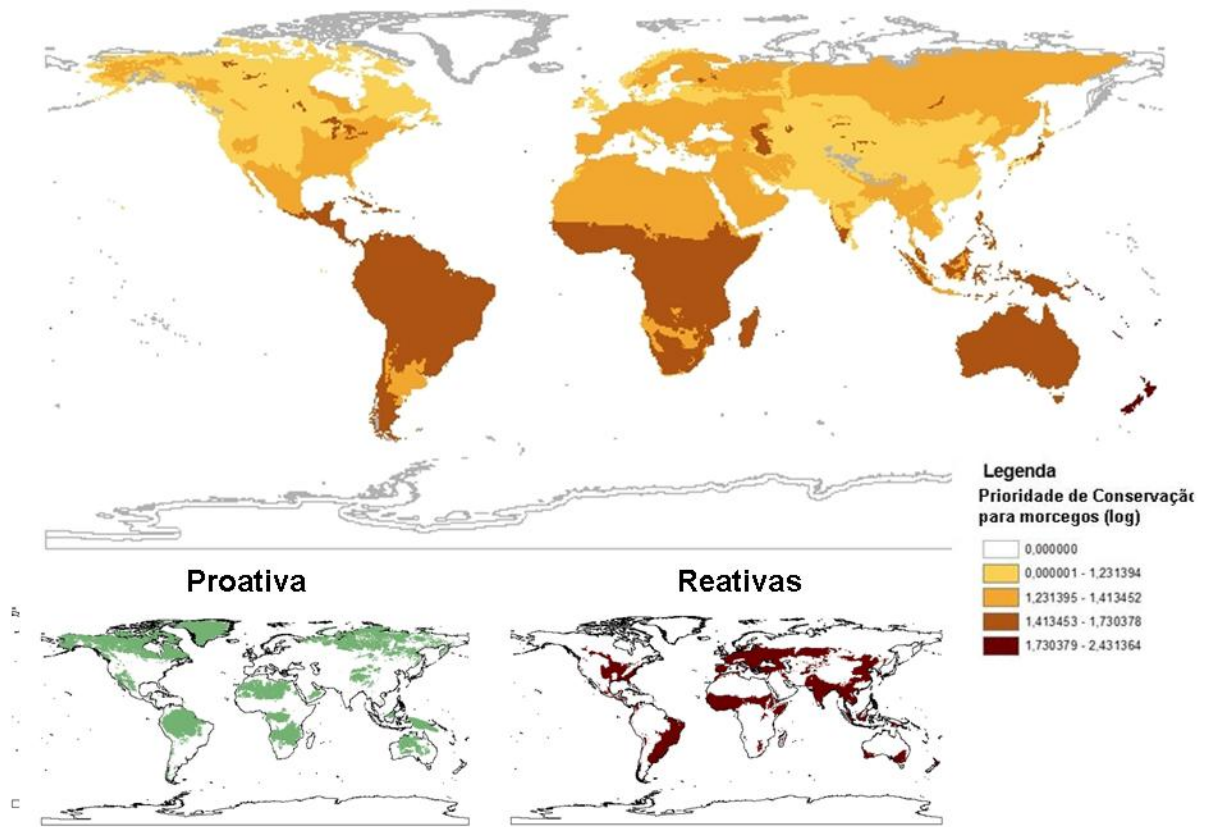 Legenda
Prioridade de Conservação
para morcegos (log)
0,000000
0,000001 - 1,231394
1,231395 - 1,413452
1,413453 - 1,730378
1,730379 - 2,431364
Proativa
Reativas